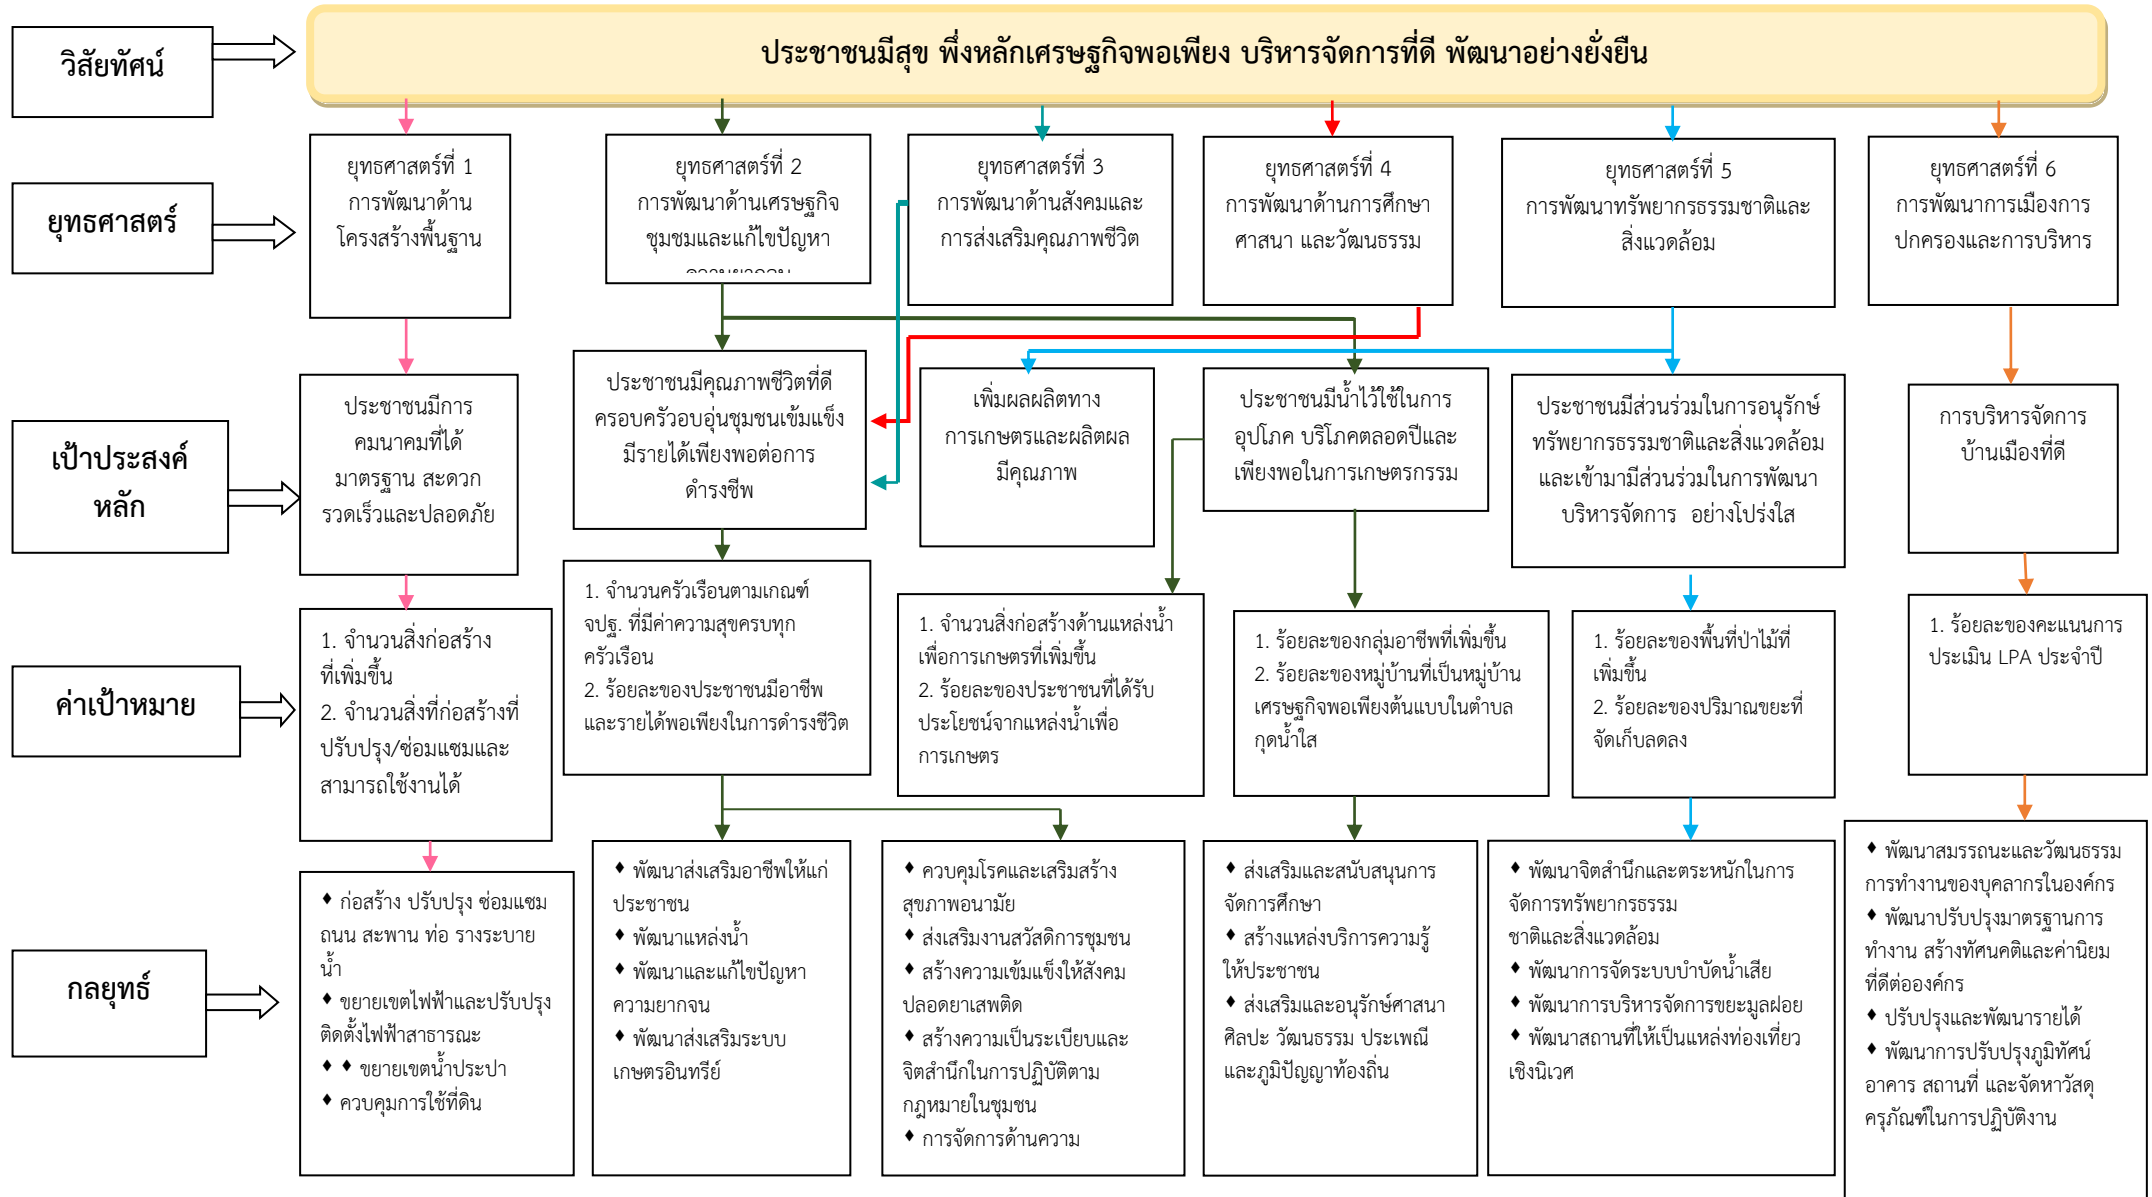 วิสัยทัศน์
ประชาชนมีสุข พึ่งหลักเศรษฐกิจพอเพียง บริหารจัดการที่ดี พัฒนาอย่างยั่งยืน
ยุทธศาสตร์
ยุทธศาสตร์ที่ 1
การพัฒนาด้าน
โครงสร้างพื้นฐาน
ยุทธศาสตร์ที่ 2
การพัฒนาด้านเศรษฐกิจ
ชุมชนและแก้ไขปัญหา
ยุทธศาสตร์ที่ 3
การพัฒนาด้านสังคมและ
การส่งเสริมคุณภาพชีวิต
ยุทธศาสตร์ที่ 4
การพัฒนาด้านการศึกษา
ศาสนา และวัฒนธรรม
ยุทธศาสตร์ที่ 5
การพัฒนาทรัพยากรธรรมชาติและ
สิ่งแวดล้อม
ยุทธศาสตร์ที่ 6
การพัฒนาการเมืองการ
ปกครองและการบริหาร
เป้าประสงค์
หลัก
ประชาชนมีการ
คมนาคมที่ได้
มาตรฐาน สะดวก
รวดเร็วและปลอดภัย
ประชาชนมีคุณภาพชีวิตที่ดี
ครอบครัวอบอุ่นชุมชนเข้มแข็ง
มีรายได้เพียงพอต่อการ
ดำรงชีพ
เพิ่มผลผลิตทาง
การเกษตรและผลิตผล
มีคุณภาพ
ประชาชนมีน้ำไว้ใช้ในการ
อุปโภค บริโภคตลอดปีและ
เพียงพอในการเกษตรกรรม
ประชาชนมีส่วนร่วมในการอนุรักษ์
ทรัพยากรธรรมชาติและสิ่งแวดล้อม
และเข้ามามีส่วนร่วมในการพัฒนา
บริหารจัดการ อย่างโปร่งใส
การบริหารจัดการ
บ้านเมืองที่ดี
ค่าเป้าหมาย
1. จำนวนสิ่งก่อสร้าง
ที่เพิ่มขึ้น
2. จำนวนสิ่งที่ก่อสร้างที่
ปรับปรุง/ซ่อมแซมและ
สามารถใช้งานได้
1. จำนวนครัวเรือนตามเกณฑ์
จปฐ. ที่มีค่าความสุขครบทุก
ครัวเรือน
2. ร้อยละของประชาชนมีอาชีพ
และรายได้พอเพียงในการดำรงชีวิต
1. จำนวนสิ่งก่อสร้างด้านแหล่งน้ำ
เพื่อการเกษตรที่เพิ่มขึ้น
2. ร้อยละของประชาชนที่ได้รับ
ประโยชน์จากแหล่งน้ำเพื่อ
การเกษตร
1. ร้อยละของกลุ่มอาชีพที่เพิ่มขึ้น
2. ร้อยละของหมู่บ้านที่เป็นหมู่บ้าน
เศรษฐกิจพอเพียงต้นแบบในตำบล
กุดน้ำใส
1. ร้อยละของพื้นที่ป่าไม้ที่
เพิ่มขึ้น
2. ร้อยละของปริมาณขยะที่
จัดเก็บลดลง
1. ร้อยละของคะแนนการ
ประเมิน LPA ประจำปี
กลยุทธ์
♦ ก่อสร้าง ปรับปรุง ซ่อมแซม
ถนน สะพาน ท่อ รางระบาย
น้ำ
♦ ขยายเขตไฟฟ้าและปรับปรุง
ติดตั้งไฟฟ้าสาธารณะ
♦ ♦ ขยายเขตน้ำประปา
♦ ควบคุมการใช้ที่ดิน
♦ พัฒนาส่งเสริมอาชีพให้แก่
ประชาชน
♦ พัฒนาแหล่งน้ำ
♦ พัฒนาและแก้ไขปัญหา
ความยากจน
♦ พัฒนาส่งเสริมระบบ
เกษตรอินทรีย์
♦ ควบคุมโรคและเสริมสร้าง
สุขภาพอนามัย
♦ ส่งเสริมงานสวัสดิการชุมชน
♦ สร้างความเข้มแข็งให้สังคม
ปลอดยาเสพติด
♦ สร้างความเป็นระเบียบและ
จิตสำนึกในการปฏิบัติตาม
กฎหมายในชุมชน
♦ การจัดการด้านความ
♦ ส่งเสริมและสนับสนุนการ
จัดการศึกษา
♦ สร้างแหล่งบริการความรู้
ให้ประชาชน
♦ ส่งเสริมและอนุรักษ์ศาสนา
ศิลปะ วัฒนธรรม ประเพณี
และภูมิปัญญาท้องถิ่น
♦ พัฒนาจิตสำนึกและตระหนักในการ
จัดการทรัพยากรธรรม
ชาติและสิ่งแวดล้อม
♦ พัฒนาการจัดระบบบำบัดน้ำเสีย
♦ พัฒนาการบริหารจัดการขยะมูลฝอย
♦ พัฒนาสถานที่ให้เป็นแหล่งท่องเที่ยว
เชิงนิเวศ
♦ พัฒนาสมรรถนะและวัฒนธรรม
การทำงานของบุคลากรในองค์กร
♦ พัฒนาปรับปรุงมาตรฐานการ
ทำงาน สร้างทัศนคติและค่านิยม
ที่ดีต่อองค์กร
♦ ปรับปรุงและพัฒนารายได้
♦ พัฒนาการปรับปรุงภูมิทัศน์
อาคาร สถานที่ และจัดหาวัสดุ
ครุภัณฑ์ในการปฏิบัติงาน